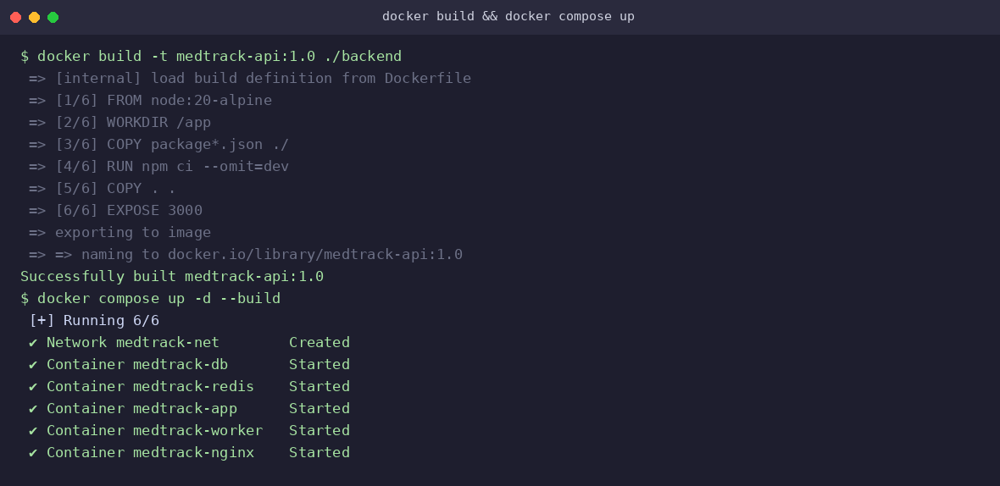 docker build && docker compose up
$ docker build -t medtrack-api:1.0 ./backend
=> [internal] load build definition from Dockerfile
=> [1/6] FROM node:20-alpine
=> [2/6] WORKDIR /app
=> [3/6] COPY package*.json ./
=> [4/6] RUN npm ci --omit=dev
=> [5/6] COPY . .
=> [6/6] EXPOSE 3000
=> exporting to image
=> => naming to docker.io/library/medtrack-api:1.0
Successfully built medtrack-api:1.0
$ docker compose up -d --build
[+] Running 6/6
✔ Network medtrack-net        Created
✔ Container medtrack-db       Started
✔ Container medtrack-redis    Started
✔ Container medtrack-app      Started
✔ Container medtrack-worker   Started
✔ Container medtrack-nginx    Started